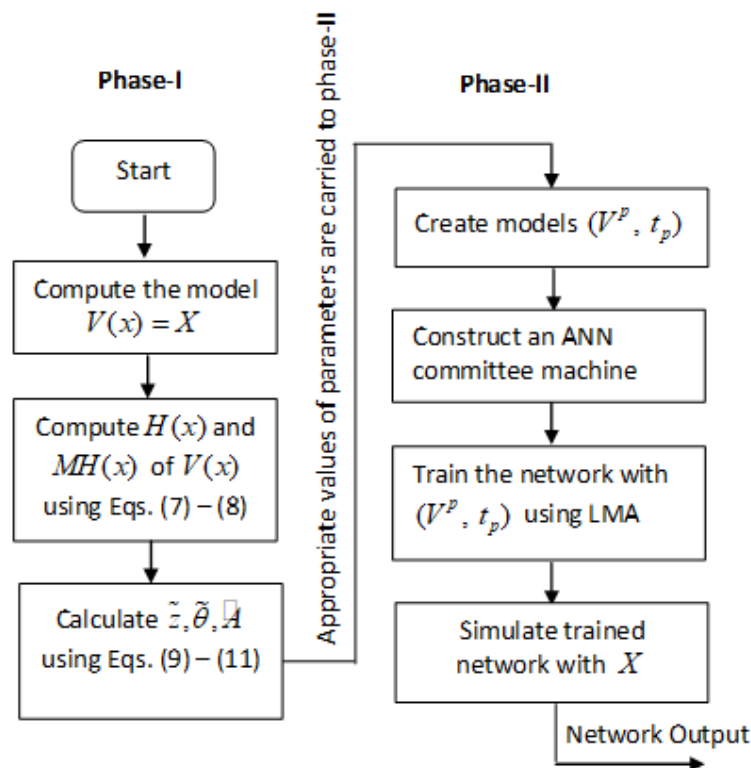 Phase-I
Start
Compute the model
V(x) = X
Compute H(x) and
MH(x) of V(x)
using Eqs. (7) – (8)
Calculate z̃, θ̃, A
using Eqs. (9) – (11)
Appropriate values of parameters are carried to phase-II
Phase-II
Create models (V^p, t_p)
Construct an ANN
committee machine
Train the network with
(V^p, t_p) using LMA
Simulate trained
network with X
Network Output